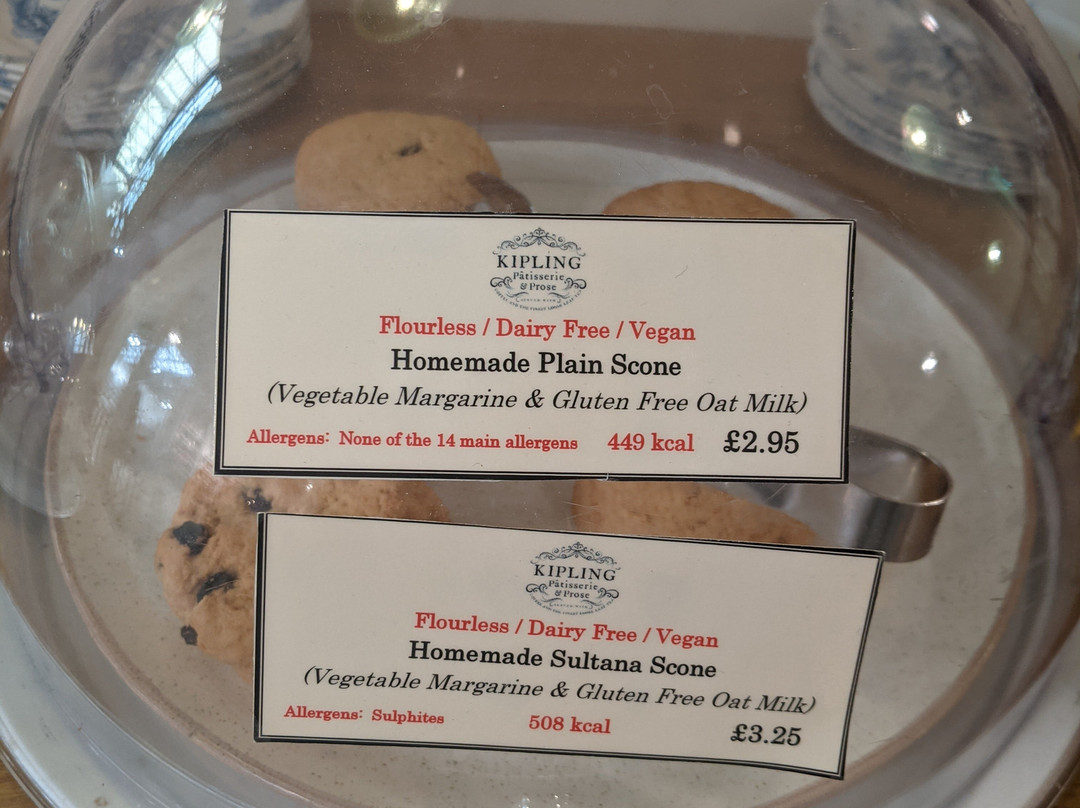 KIPLING
Pâtisserie
& Prose
Flourless / Dairy Free / Vegan
Homemade Plain Scone
(Vegetable Margarine & Gluten Free Oat Milk)
Allergens: None of the 14 main allergens 449 kcal £2.95
KIPLING
Pâtisserie
& Prose
Flourless / Dairy Free / Vegan
Homemade Sultana Scone
(Vegetable Margarine & Gluten Free Oat Milk)
Allergens: Sulphites 508 kcal £3.25